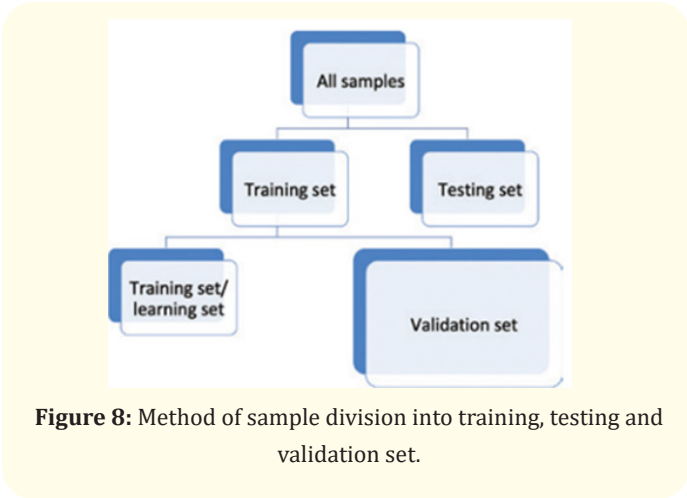 All samples
Training set
Testing set
Training set/
learning set
Validation set
Figure 8: Method of sample division into training, testing and
validation set.